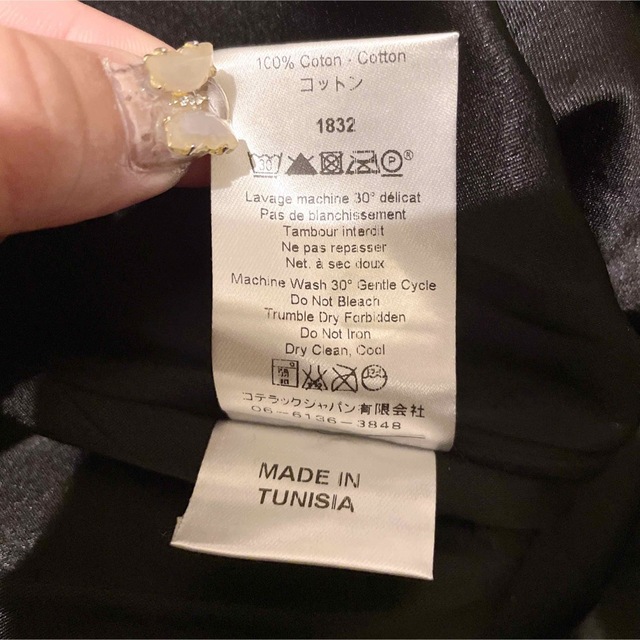 100% Coton - Cotton
コットン
1832
30 P ®
Lavage machine 30° délicat
Pas de blanchissement
Tambour interdit
Ne pas repasser
Net. à sec doux
Machine Wash 30° Gentle Cycle
Do Not Bleach
Trumble Dry Forbidden
Do Not Iron
Dry Clean, Cool
コテラックジャパン有限会社
06-6136-3848
MADE IN
TUNISIA